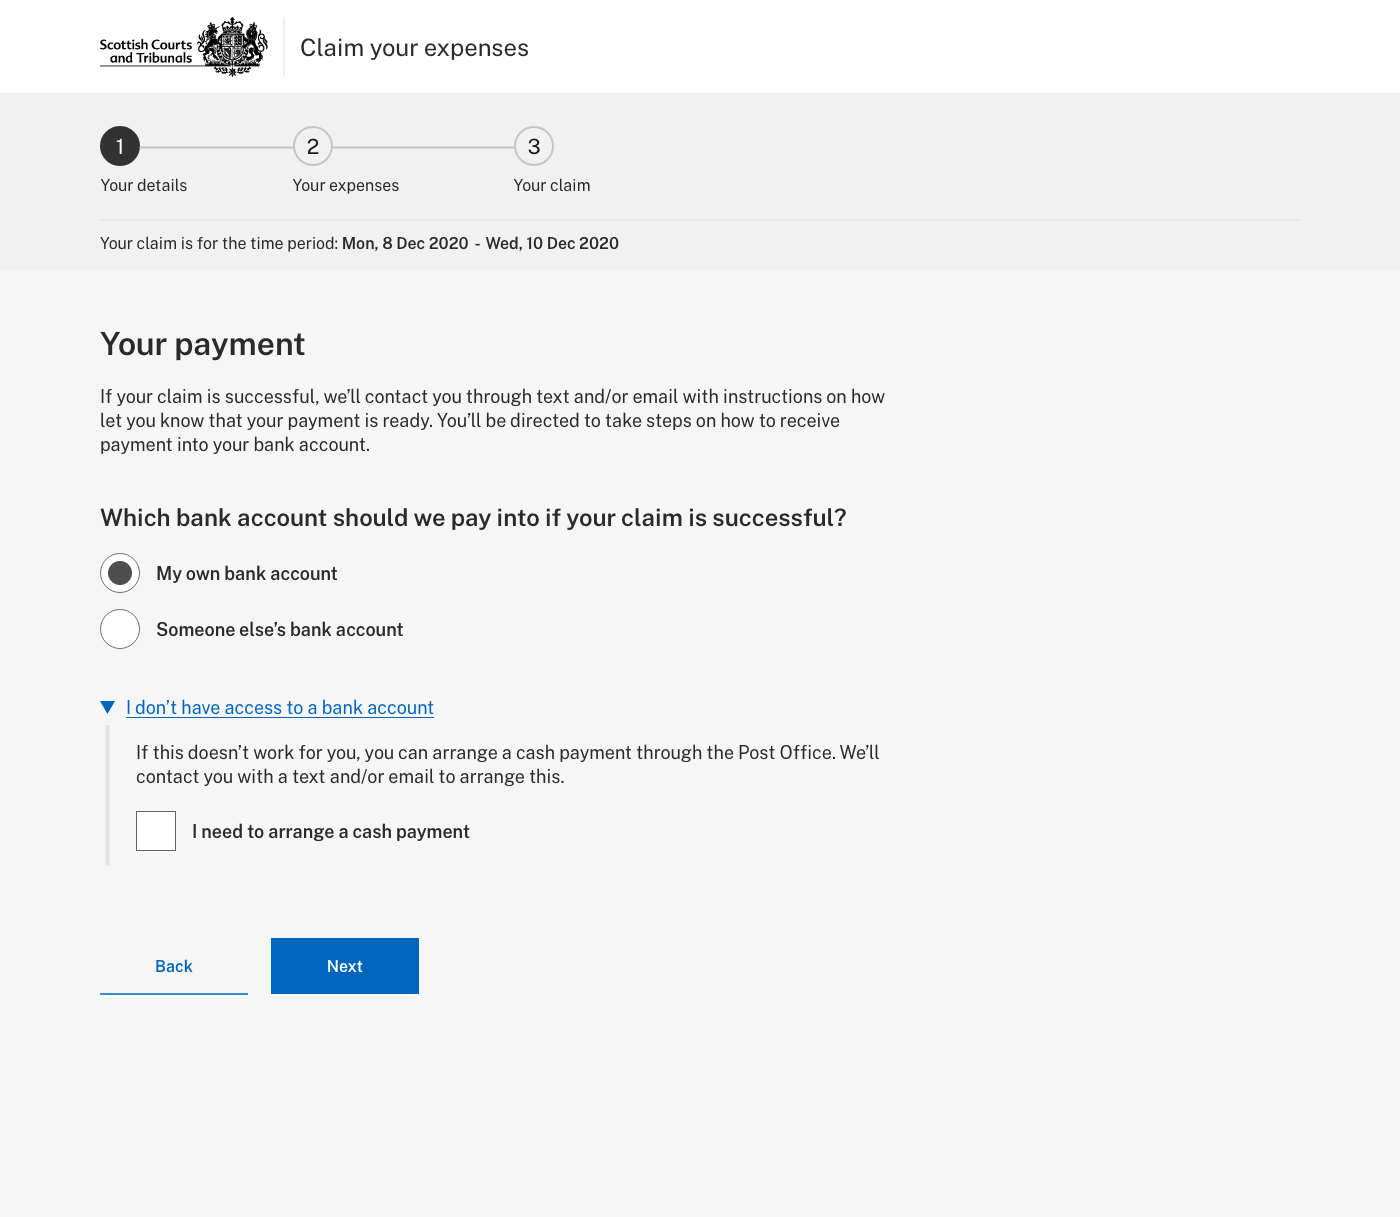 Scottish Courts
and Tribunals
Claim your expenses
1
2
3
Your details
Your expenses
Your claim
Your claim is for the time period: Mon, 8 Dec 2020 - Wed, 10 Dec 2020
Your payment
If your claim is successful, we’ll contact you through text and/or email with instructions on how
let you know that your payment is ready. You’ll be directed to take steps on how to receive
payment into your bank account.
Which bank account should we pay into if your claim is successful?
My own bank account
Someone else’s bank account
I don’t have access to a bank account
If this doesn’t work for you, you can arrange a cash payment through the Post Office. We’ll
contact you with a text and/or email to arrange this.
I need to arrange a cash payment
Back
Next